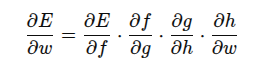 ∂E/∂w = ∂E/∂f · ∂f/∂g · ∂g/∂h · ∂h/∂w